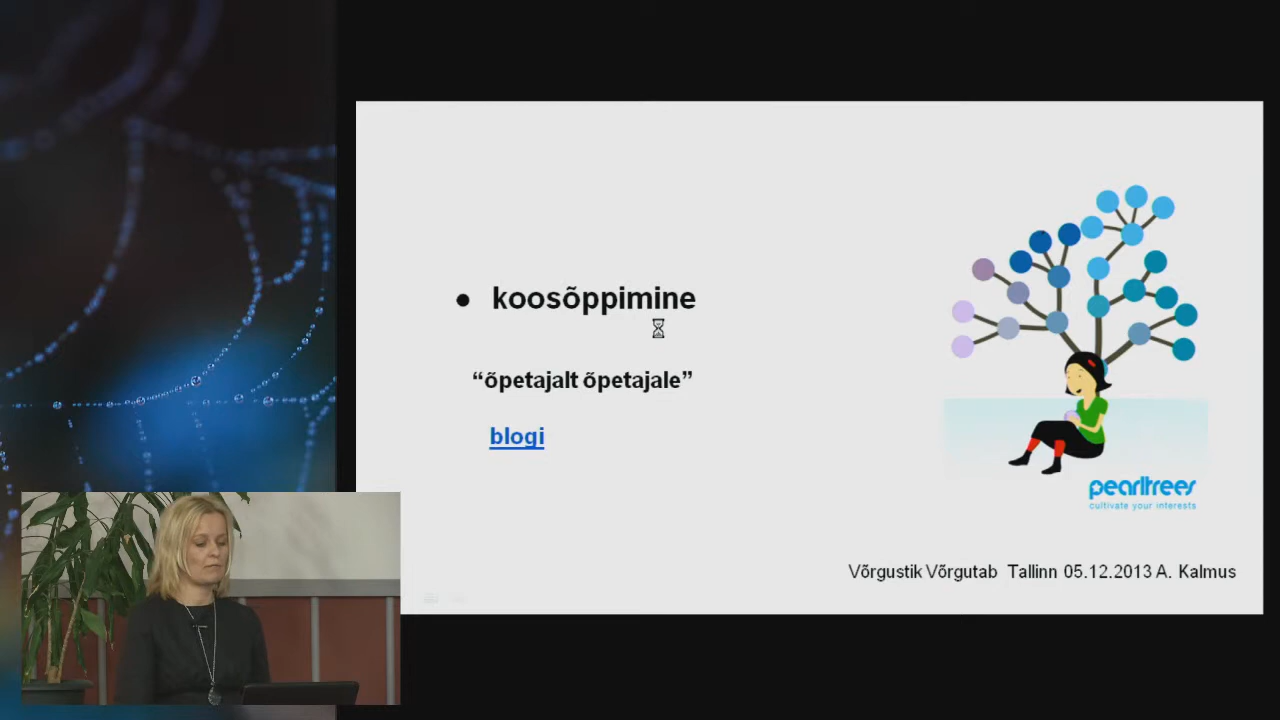 ● koosõppimine
“õpetajalt õpetajale”
blogi
pearltrees
cultivate your interests
Võrgustik Võrgutab Tallinn 05.12.2013 A. Kalmus